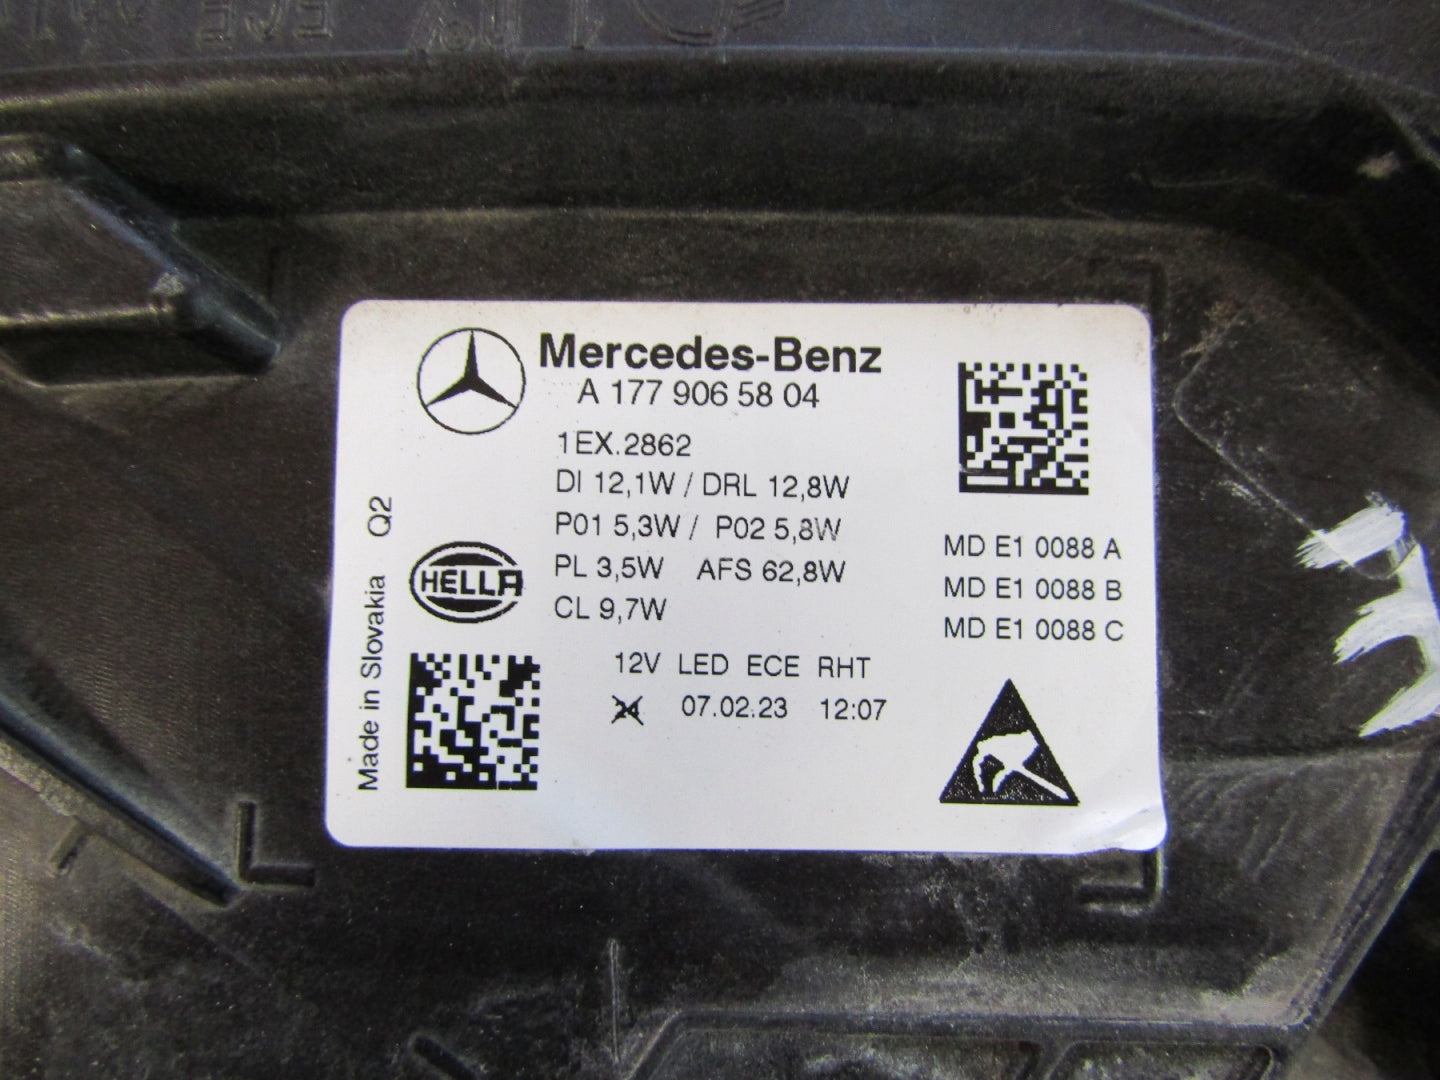 Mercedes-Benz
A 177 906 58 04
1EX.2862
DI 12,1W / DRL 12,8W
P01 5,3W / P02 5,8W
PL 3,5W AFS 62,8W
CL 9,7W
12V LED ECE RHT
24 07.02.23 12:07
HELLA
Made in Slovakia Q2
MD E1 0088 A
MD E1 0088 B
MD E1 0088 C